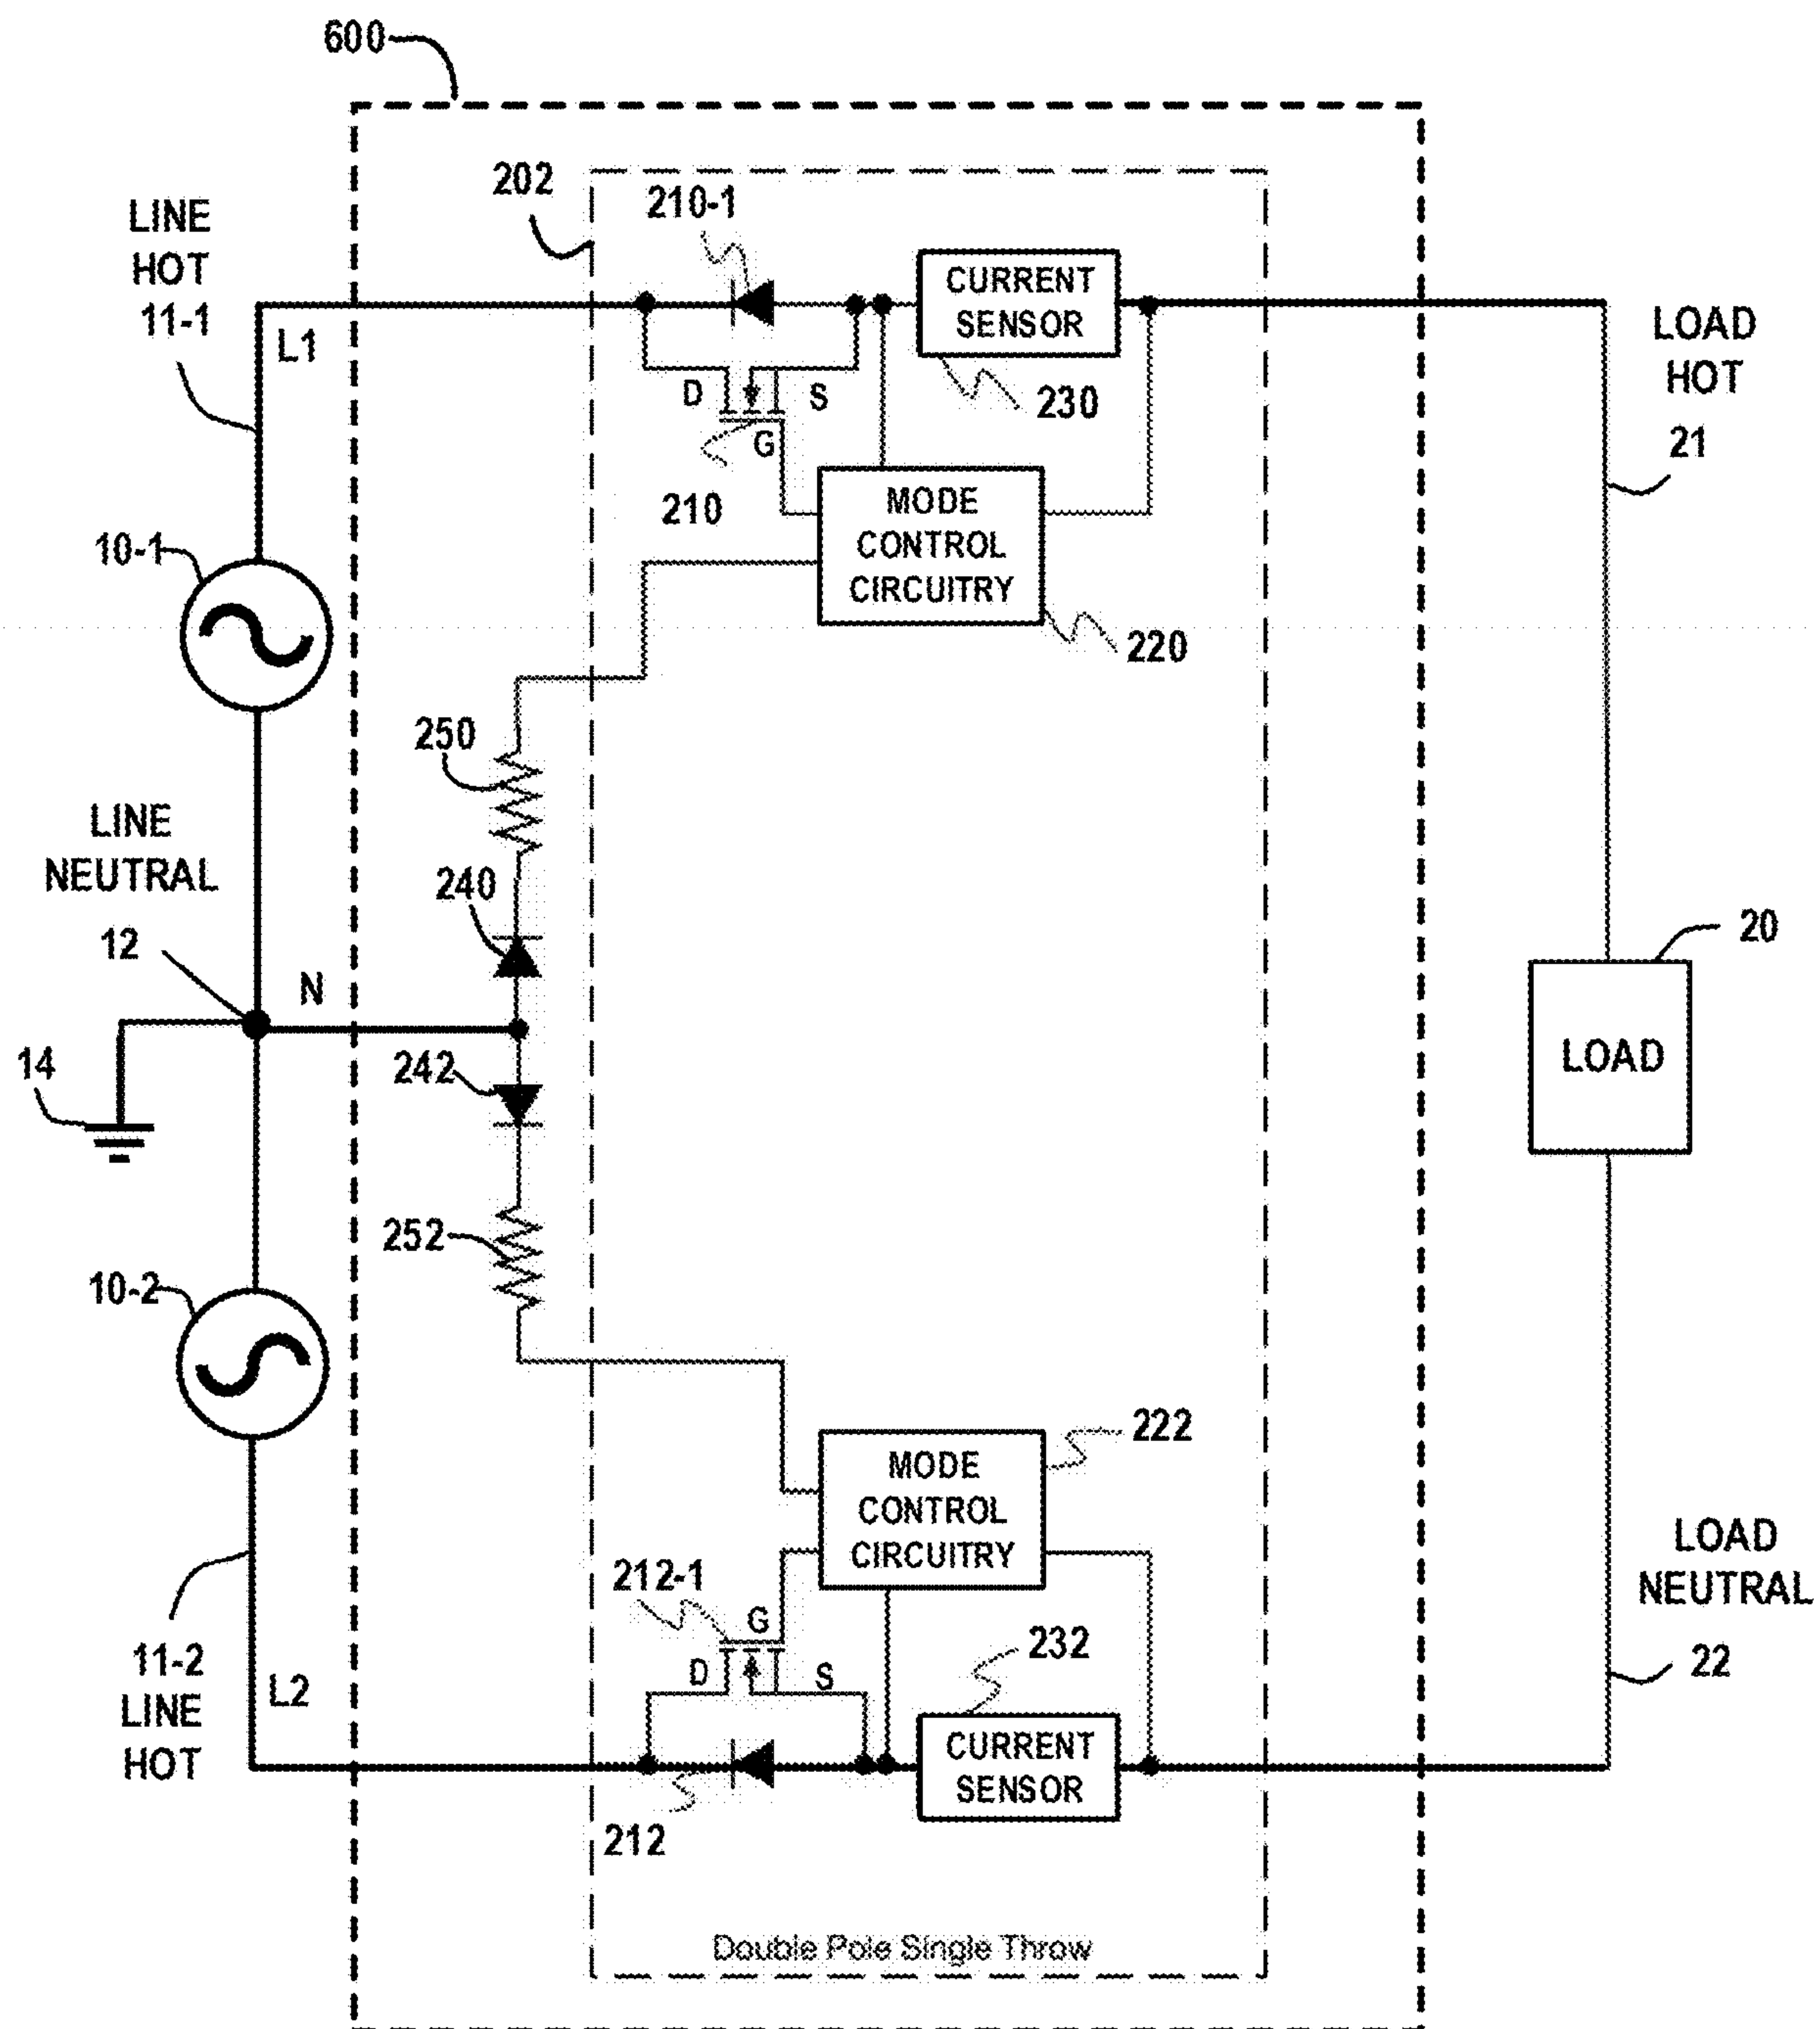 600
202
210-1
LINE
HOT
11-1
L1
CURRENT
SENSOR
LOAD
HOT
21
D
S
G
230
210
MODE
CONTROL
CIRCUITRY
10-1
220
250
LINE
NEUTRAL
240
12
N
20
14
242
LOAD
252
10-2
222
MODE
CONTROL
CIRCUITRY
LOAD
NEUTRAL
22
212-1
G
D
S
232
11-2
LINE
HOT
L2
CURRENT
SENSOR
212
Double Pole Single Throw